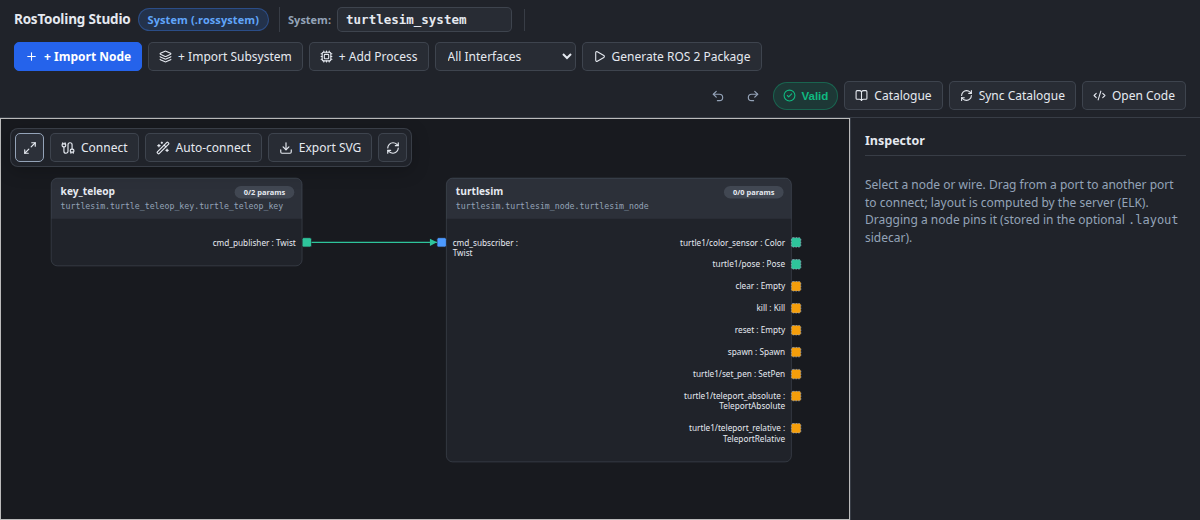 RosTooling Studio
System (.rossystem)
System:
turtlesim_system
+ Import Node
+ Import Subsystem
+ Add Process
All Interfaces
Generate ROS 2 Package
Valid
Catalogue
Sync Catalogue
Open Code
Connect
Auto-connect
Export SVG
key_teleop
0/2 params
turtlesim.turtle_teleop_key.turtle_teleop_key
cmd_publisher : Twist
turtlesim
0/0 params
turtlesim.turtlesim_node.turtlesim_node
cmd_subscriber :
Twist
turtle1/color_sensor : Color
turtle1/pose : Pose
clear : Empty
kill : Kill
reset : Empty
spawn : Spawn
turtle1/set_pen : SetPen
turtle1/teleport_absolute :
TeleportAbsolute
turtle1/teleport_relative :
TeleportRelative
Inspector
Select a node or wire. Drag from a port to another port
to connect; layout is computed by the server (ELK).
Dragging a node pins it (stored in the optional .layout
sidecar).